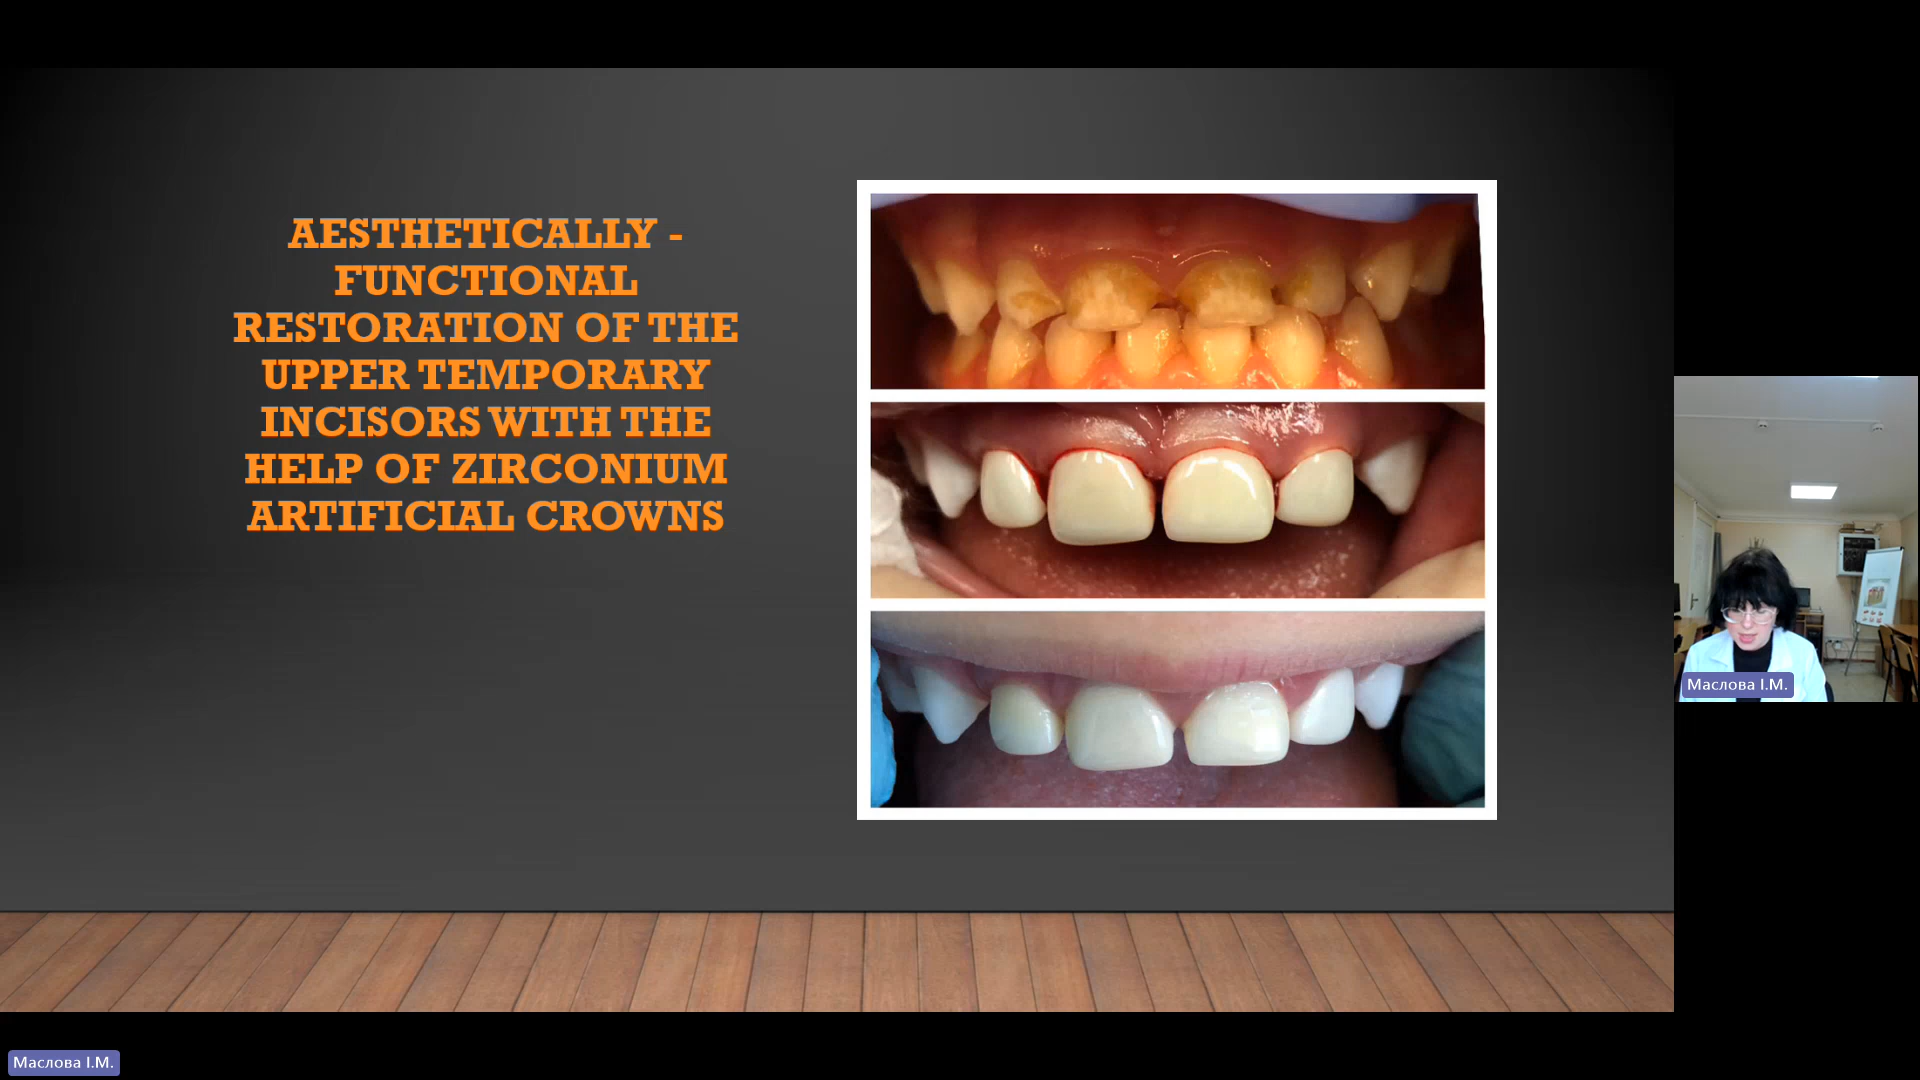 AESTHETICALLY -
FUNCTIONAL
RESTORATION OF THE
UPPER TEMPORARY
INCISORS WITH THE
HELP OF ZIRCONIUM
ARTIFICIAL CROWNS
Маслова І.М.
Маслова І.М.